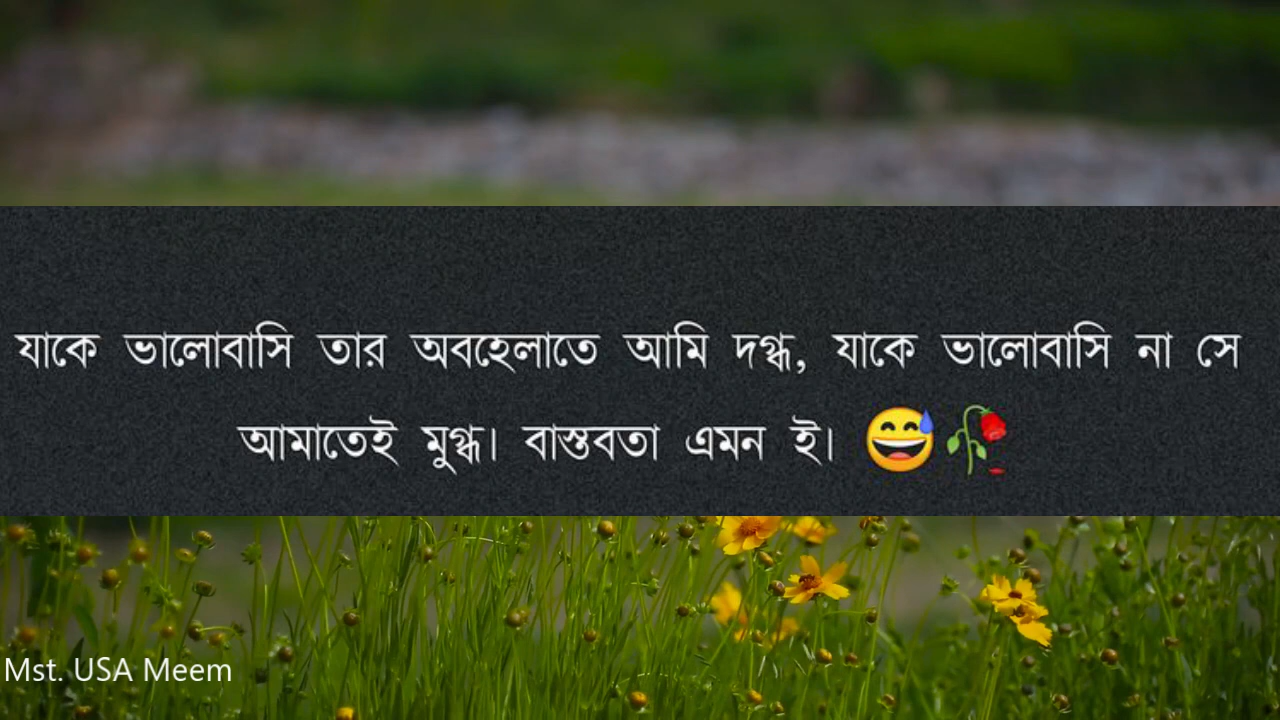 যাকে ভালোবাসি তার অবহেলাতে আমি দগ্ধ, যাকে ভালোবাসি না সে
আমাতেই মুগ্ধ। বাস্তবতা এমন ই। 😅🥀
Mst. USA Meem